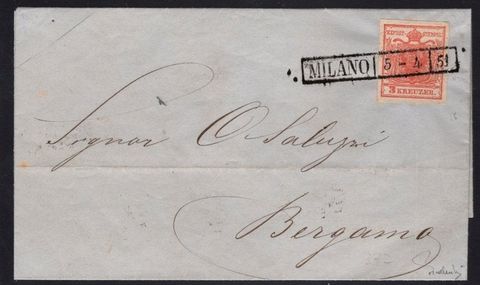 KKPOST-STEMPEL
MILANO 5 - 4 51
3 KREUZER.
Signor O Saluzzi
Bergamo